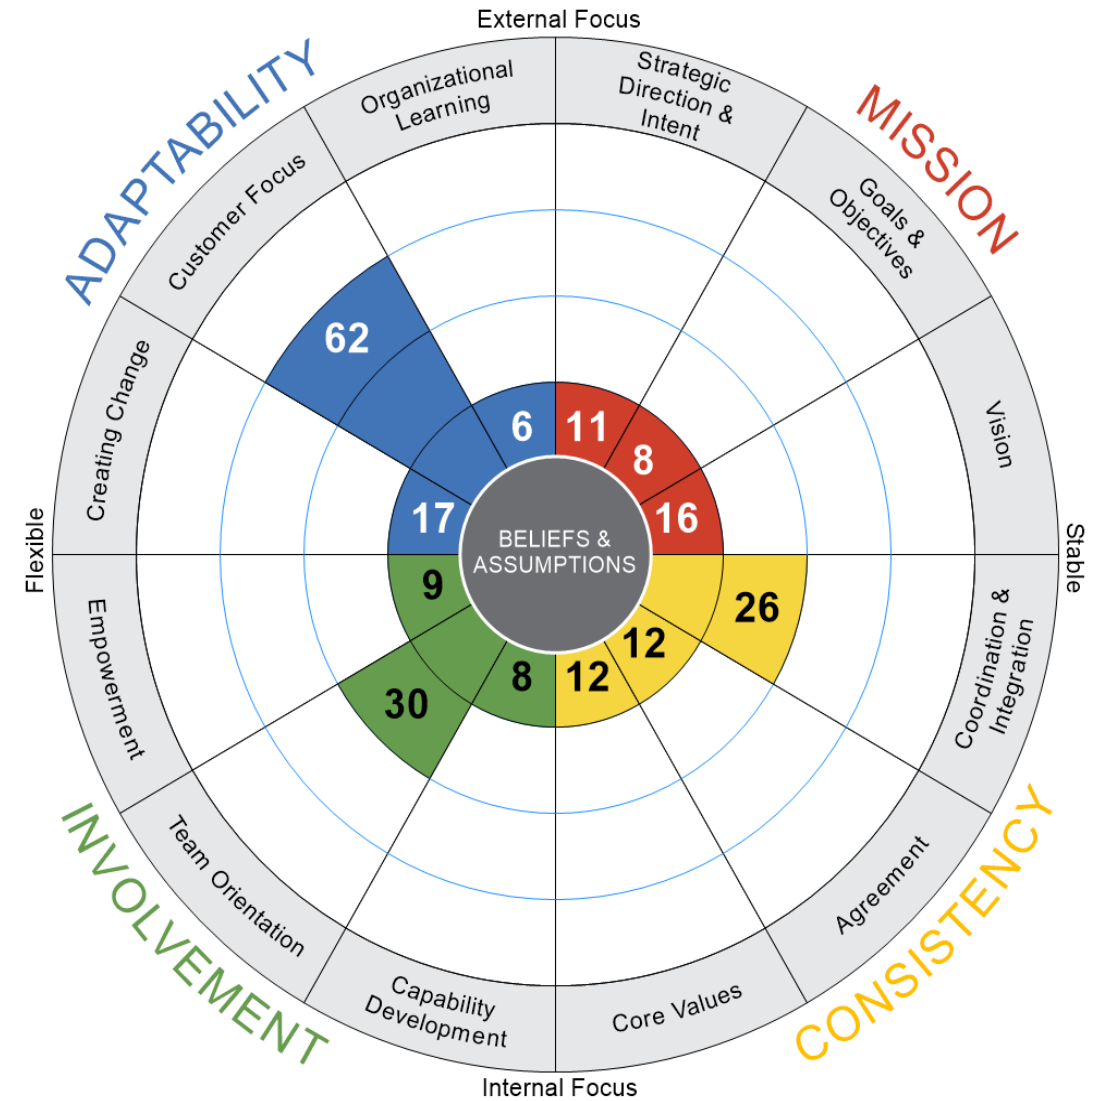 External Focus
ADAPTABILITY
MISSION
Organizational
Learning
Strategic
Direction &
Intent
Customer Focus
Goals &
Objectives
Creating Change
Vision
62
6
11
8
17
16
Flexible
BELIEFS &
ASSUMPTIONS
Stable
9
26
30
8
12
12
Empowerment
Coordination &
Integration
Team Orientation
Agreement
Capability
Development
Core Values
INVOLVEMENT
CONSISTENCY
Internal Focus